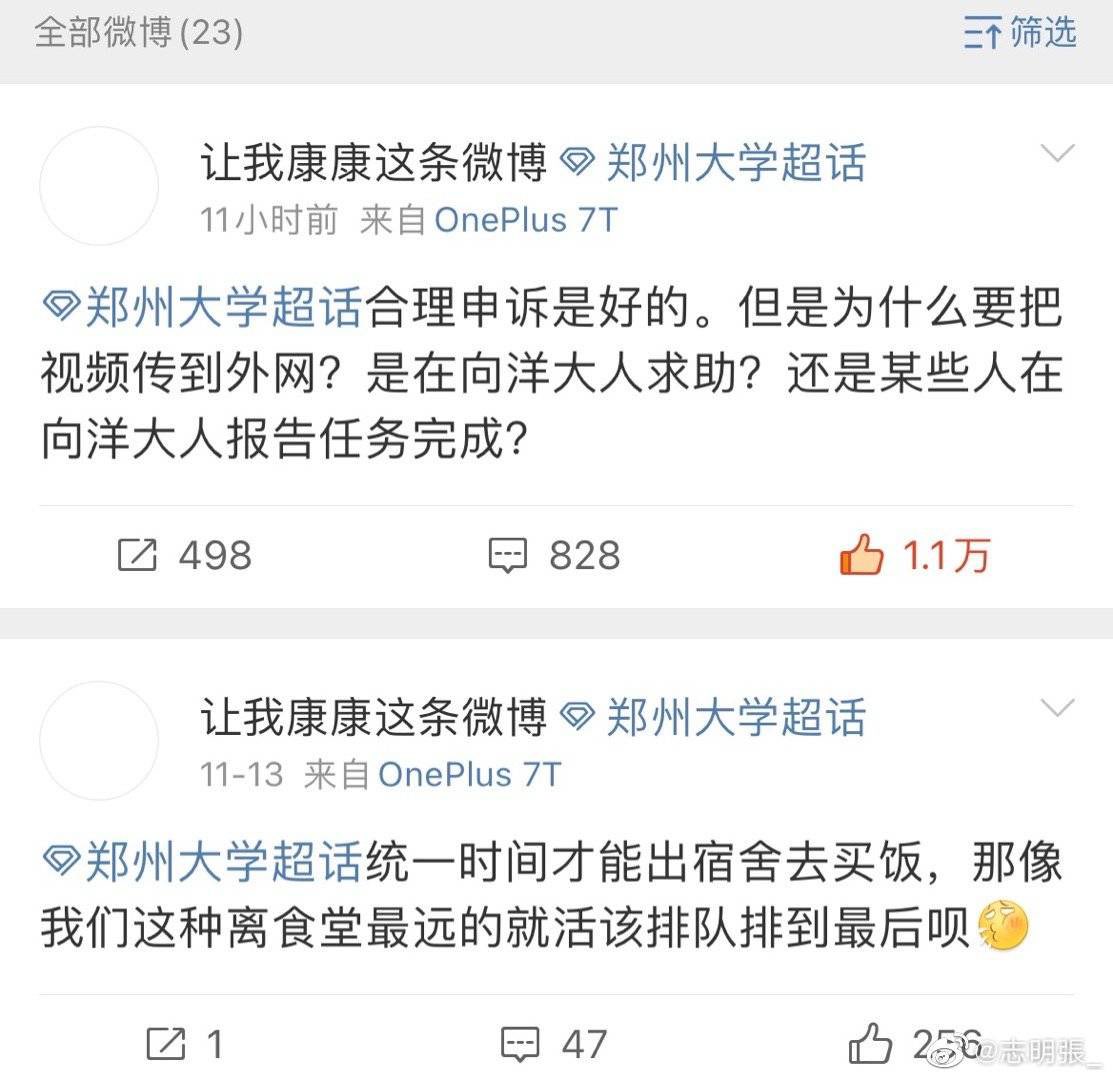 全部微博(23)
筛选
让我康康这条微博 郑州大学超话
11小时前 来自 OnePlus 7T
郑州大学超话合理申诉是好的。但是为什么要把
视频传到外网？是在向洋大人求助？还是某些人在
向洋大人报告任务完成？
498
828
1.1万
让我康康这条微博 郑州大学超话
11-13 来自 OnePlus 7T
郑州大学超话统一时间才能出宿舍去买饭，那像
我们这种离食堂最远的就活该排队排到最后呗
1
47
256
@志明張_